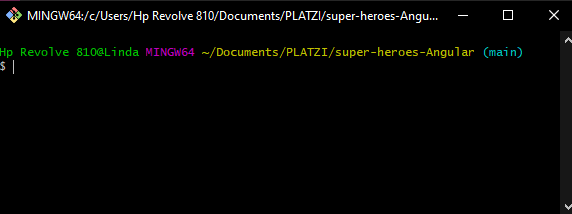 MINGW64:/c/Users/Hp Revolve 810/Documents/PLATZI/super-heroes-Angu...
Hp Revolve 810@Linda MINGW64 ~/Documents/PLATZI/super-heroes-Angular (main)
$